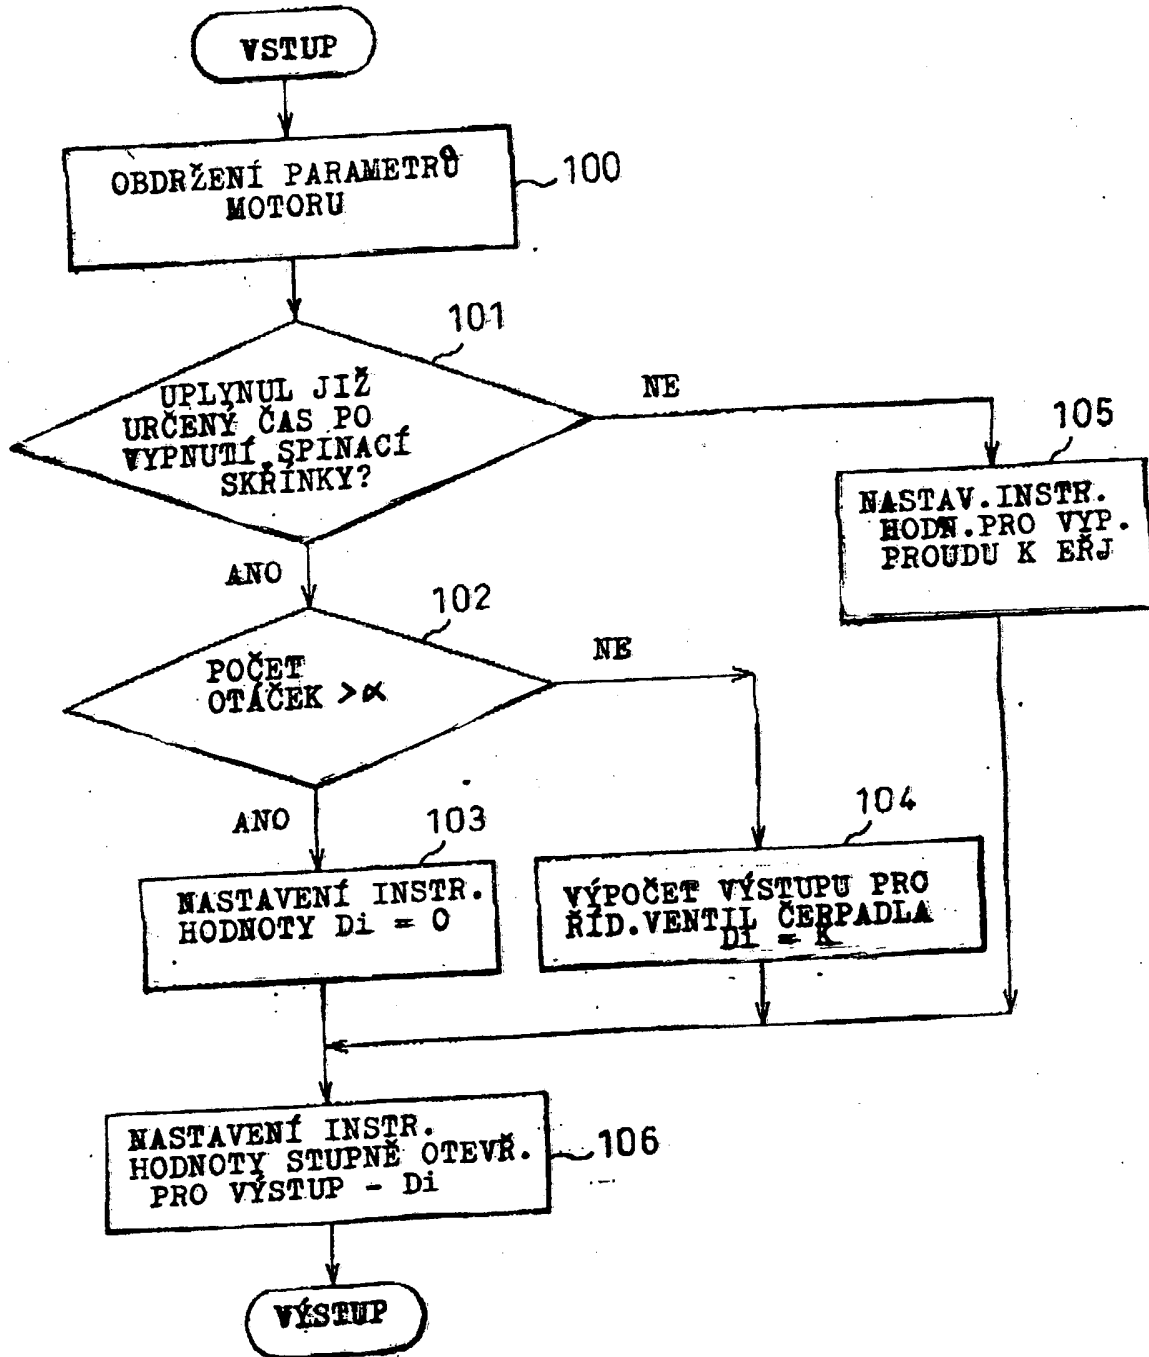 VSTUP
OBDRŽENÍ PARAMETRŮ
MOTORU
100
101
UPLYNUL JIŽ
URČENÝ ČAS PO
VYPNUTÍ SPINACÍ
SKŘÍNKY?
NE
105
NASTAV.INSTR.
HODN.PRO VYP.
PROUDU K EŘJ
ANO
102
POČET
OTÁČEK >α
NE
ANO
103
NASTAVENÍ INSTR.
HODNOTY Di = 0
104
VÝPOČET VÝSTUPU PRO
ŘÍD.VENTIL ČERPADLA
Di = K
NASTAVENÍ INSTR.
HODNOTY STUPNĚ OTEVŘ.
PRO VÝSTUP - Di
106
VÝSTUP